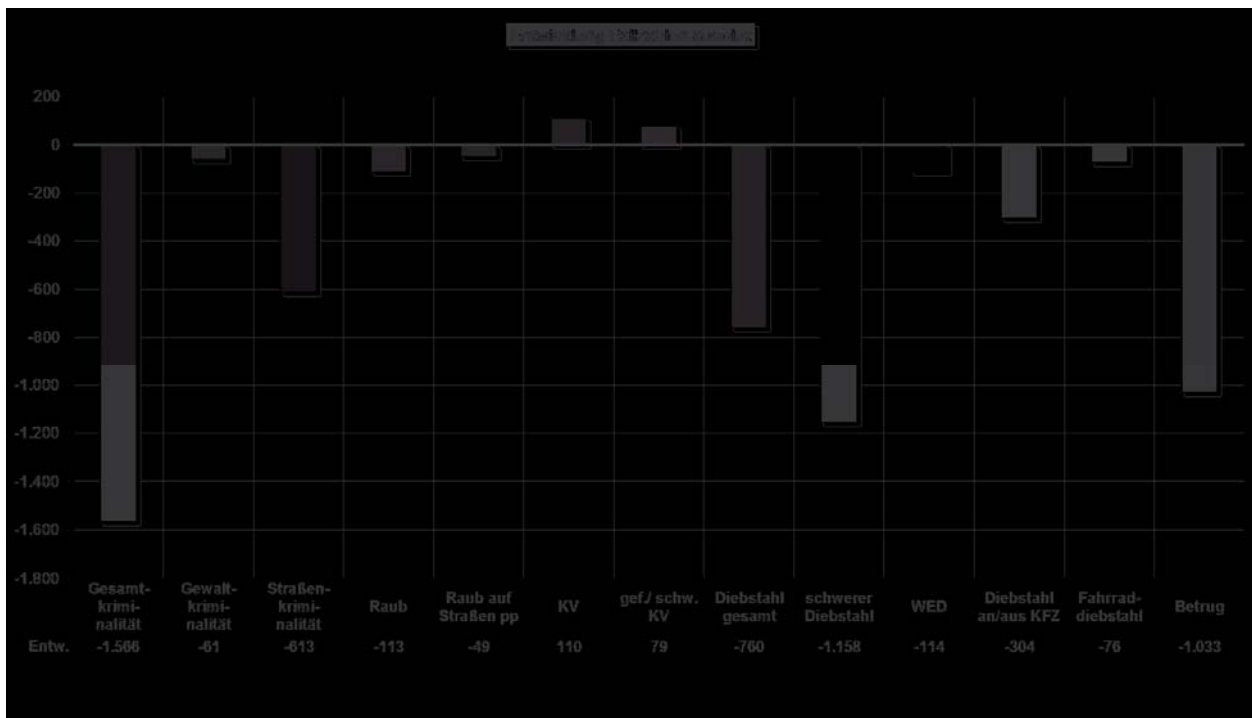 200
0
-200
-400
-600
-800
-1.000
-1.200
-1.400
-1.600
-1.800
Gesamt-
krimi-
nalität
Gewalt-
krimi-
nalität
Straßen-
krimi-
nalität
Raub
Raub auf
Straßen pp
KV
gef./ schw.
KV
Diebstahl
gesamt
schwerer
Diebstahl
WED
Diebstahl
an/aus KFZ
Fahrrad-
diebstahl
Betrug
Entw. -1.566 -61 -613 -113 -49 110 79 -760 -1.158 -114 -304 -76 -1.033